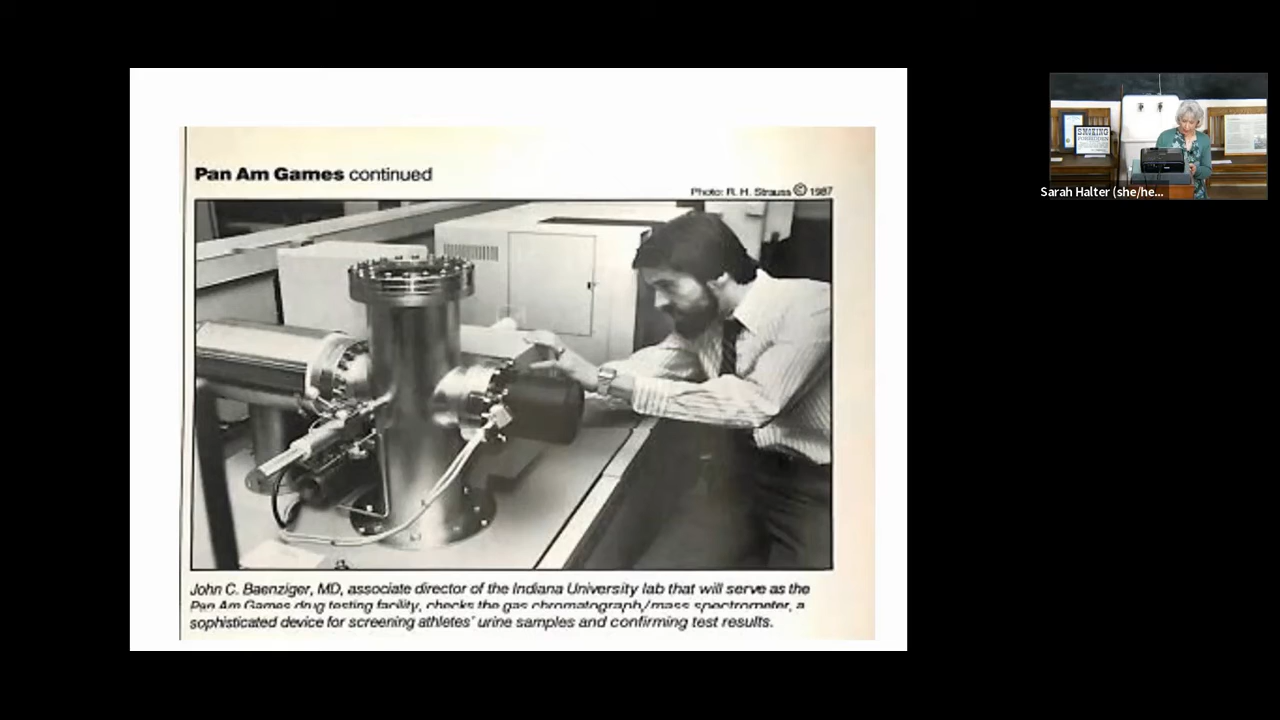 Pan Am Games continued
Photo: R. H. Strauss © 1987
John C. Baenziger, MD, associate director of the Indiana University lab that will serve as the
Pan Am Games drug testing facility, checks the gas chromatograph/mass spectrometer, a
sophisticated device for screening athletes' urine samples and confirming test results.
SMOKING
Sarah Halter (she/he...